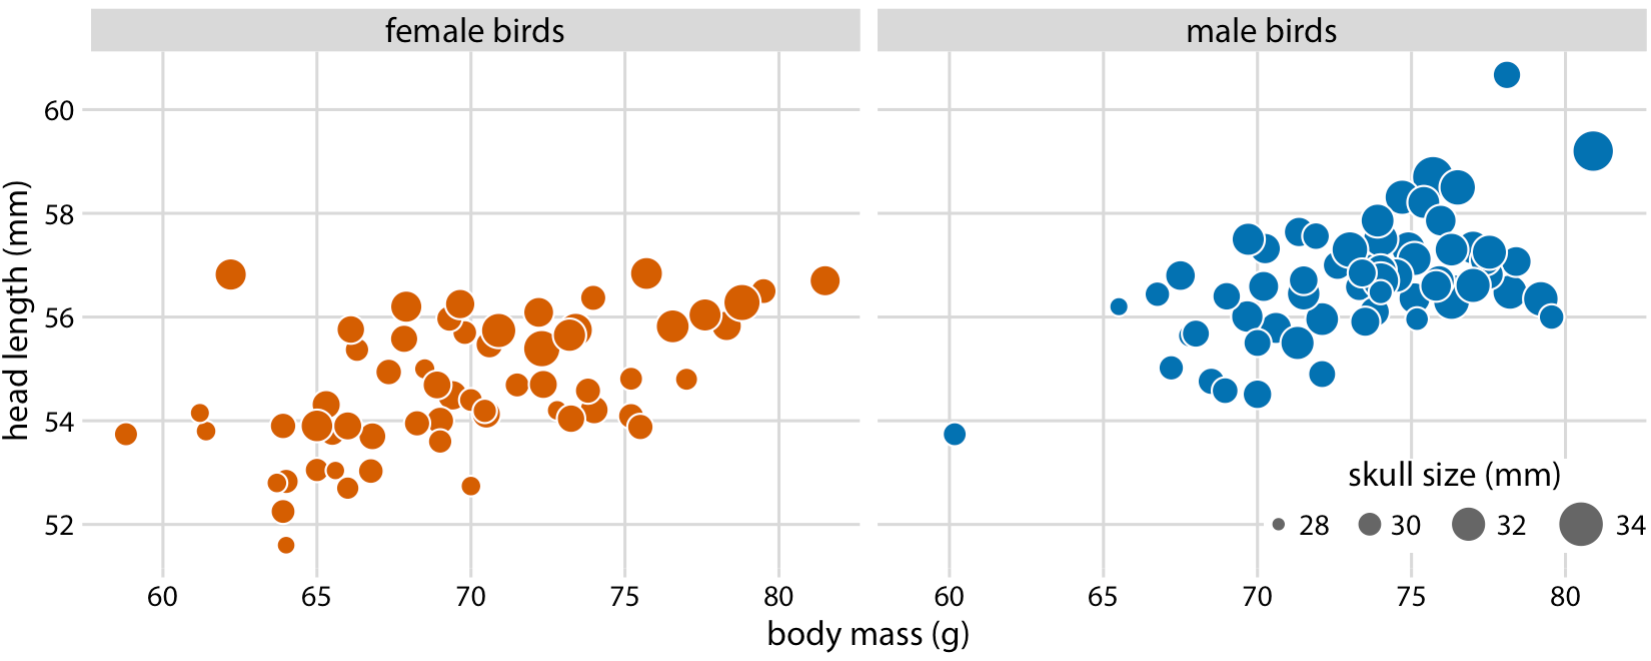 female birds
male birds
head length (mm)
60
58
56
54
52
skull size (mm)
28 30 32 34
60 65 70 75 80
60 65 70 75 80
body mass (g)